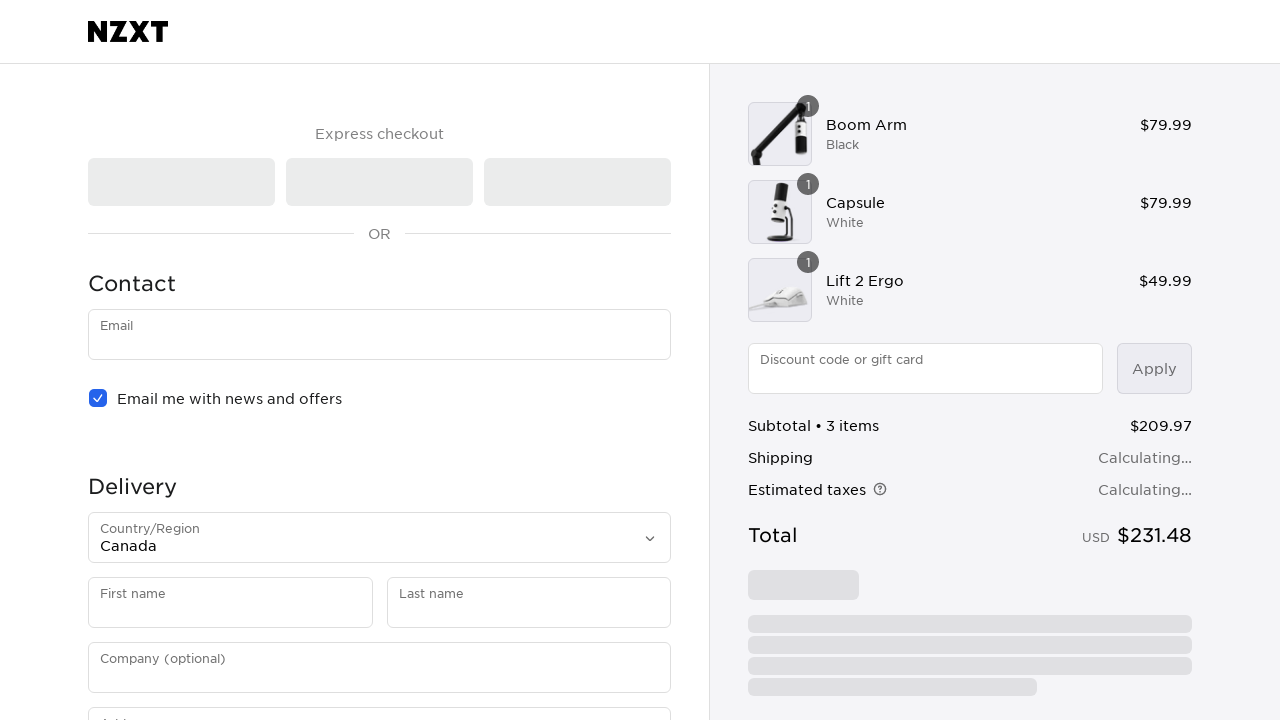 NZXT
Express checkout
OR
Contact
Email
Email me with news and offers
Delivery
Country/Region
Canada
First name
Last name
Company (optional)
1
Boom Arm
Black
$79.99
1
Capsule
White
$79.99
1
Lift 2 Ergo
White
$49.99
Discount code or gift card
Apply
Subtotal • 3 items
$209.97
Shipping
Calculating...
Estimated taxes
Calculating...
Total
USD $231.48